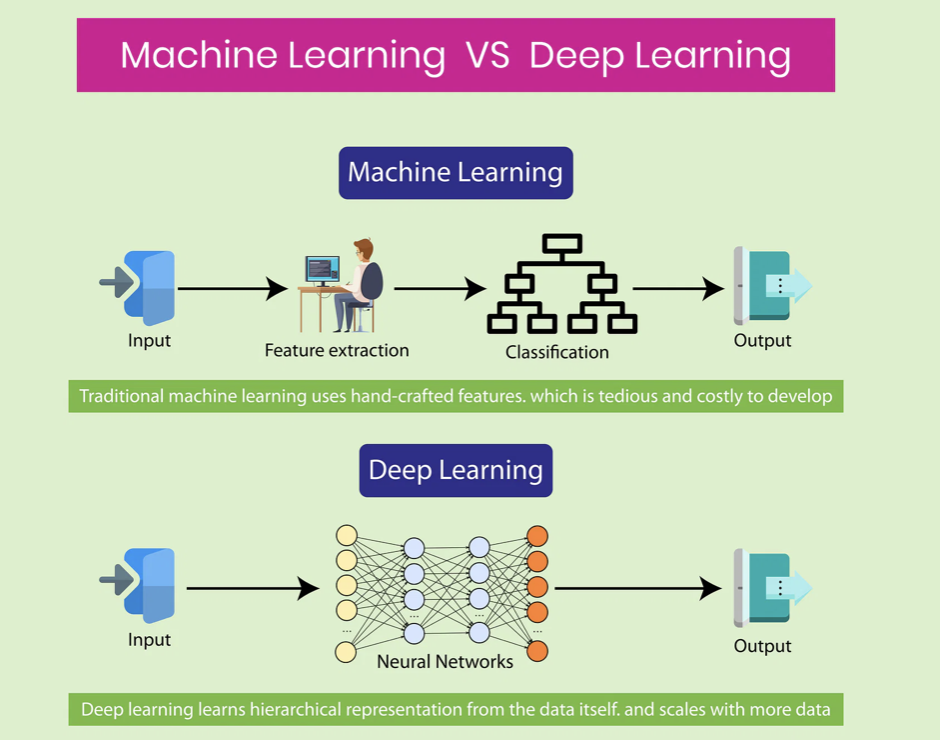 Machine Learning VS Deep Learning
Machine Learning
Input
Feature extraction
Classification
Output
Traditional machine learning uses hand-crafted features. which is tedious and costly to develop
Deep Learning
... ... ... ...
Input
Neural Networks
Output
Deep learning learns hierarchical representation from the data itself. and scales with more data